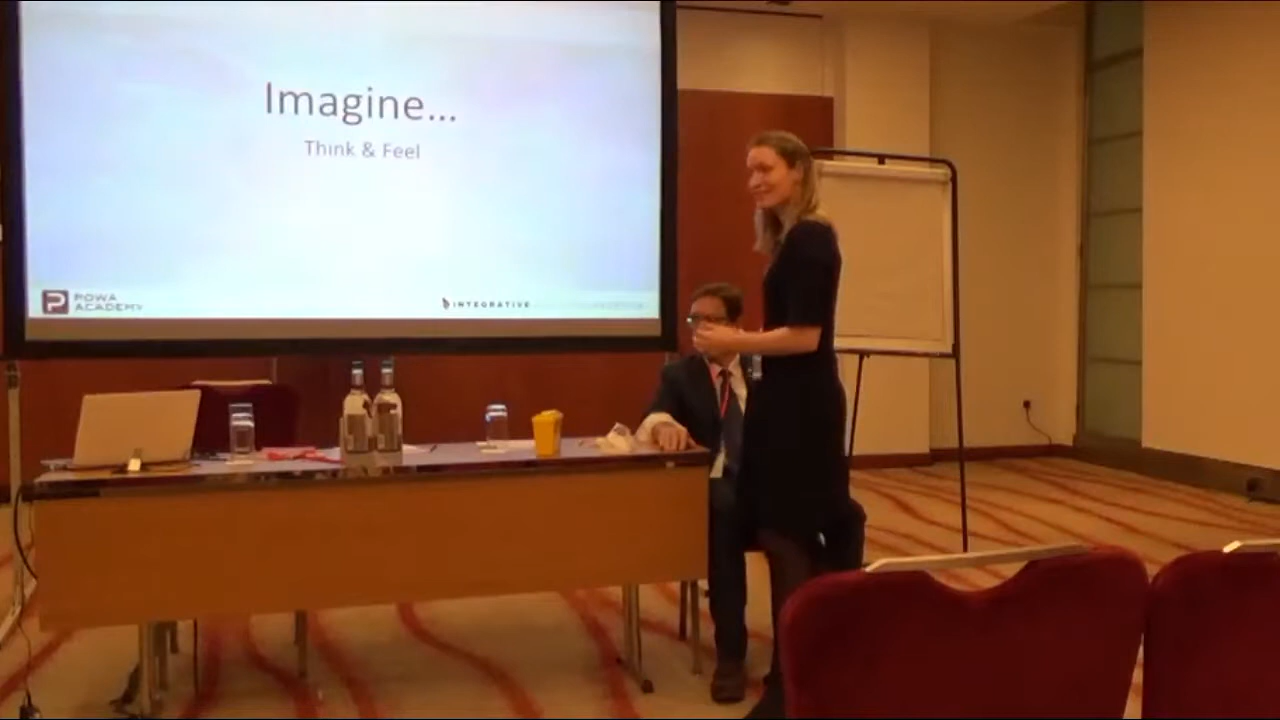 Imagine...
Think & Feel
POWA
ACADEMY
INTEGRATIVE